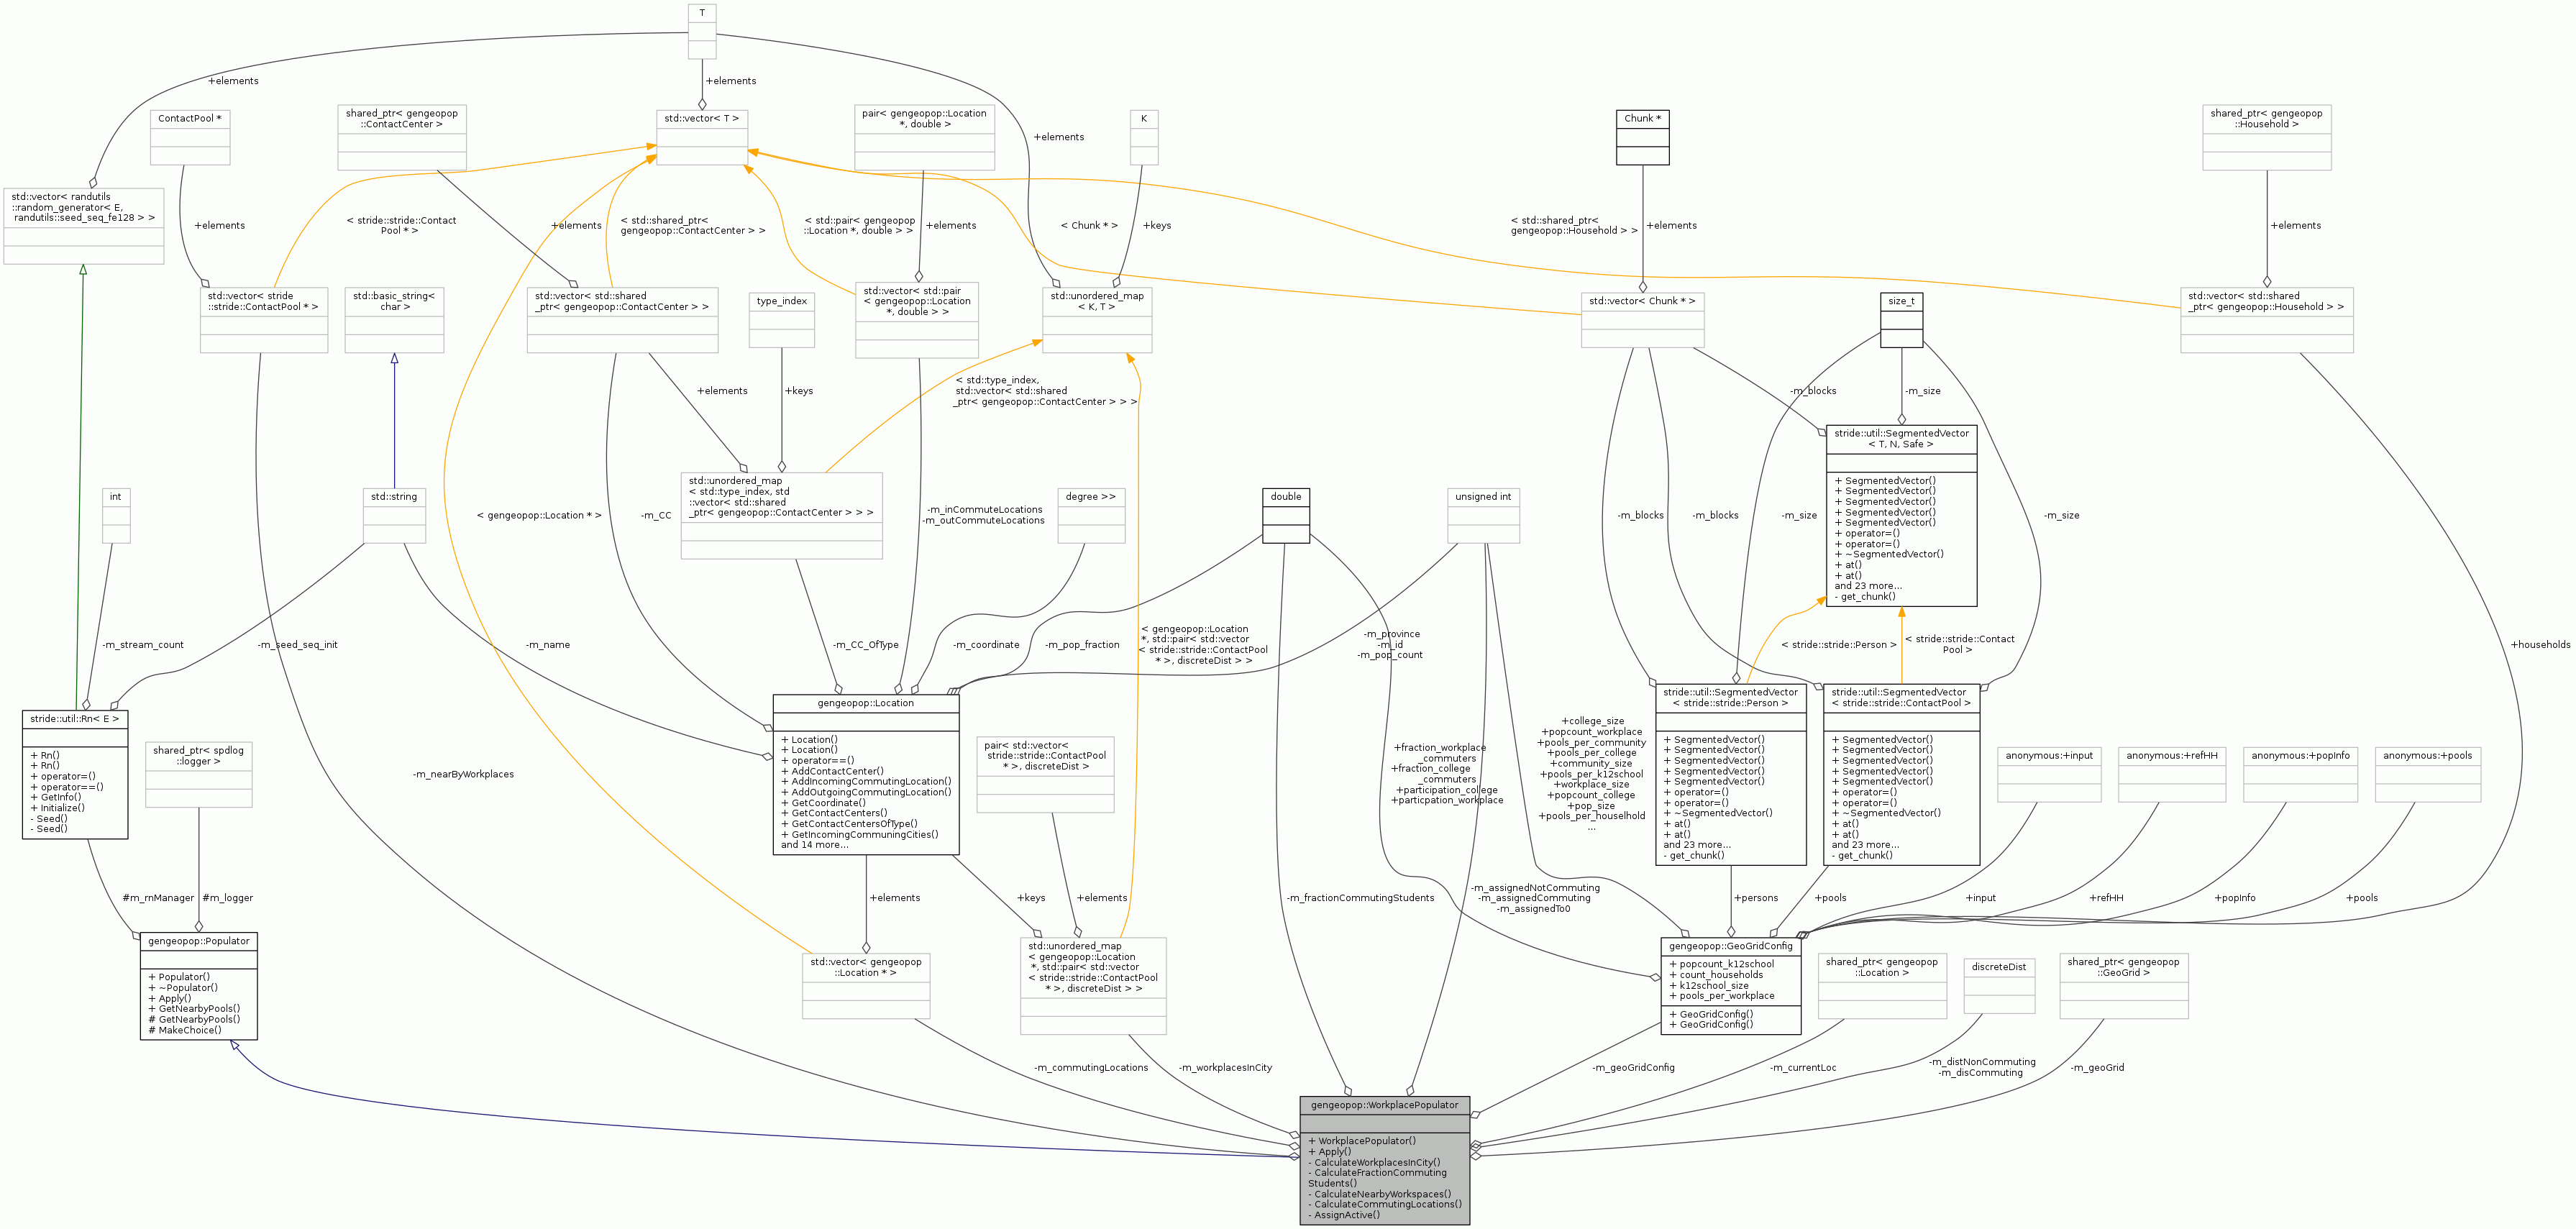 T
+elements
+elements
+elements
ContactPool *
shared_ptr< gengeopop
::ContactCenter >
std::vector< T >
pair< gengeopop::Location
*, double >
K
Chunk *
shared_ptr< gengeopop
::Household >
std::vector< randutils
::random_generator< E,
randutils::seed_seq_fe128 > >
+elements
< stride::stride::Contact
Pool * >
+elements
< std::shared_ptr<
gengeopop::ContactCenter > >
< std::pair< gengeopop
::Location *, double > >
+elements
< Chunk * >
+keys
< std::shared_ptr<
gengeopop::Household > >
+elements
+elements
std::vector< stride
::stride::ContactPool * >
std::basic_string<
char >
std::vector< std::shared
_ptr< gengeopop::ContactCenter > >
type_index
std::vector< std::pair
< gengeopop::Location
*, double > >
std::unordered_map
< K, T >
std::vector< Chunk * >
size_t
std::vector< std::shared
_ptr< gengeopop::Household > >
+elements
+keys
< std::type_index,
std::vector< std::shared
_ptr< gengeopop::ContactCenter > > >
-m_blocks
-m_size
stride::util::SegmentedVector
< T, N, Safe >
+ SegmentedVector()
+ SegmentedVector()
+ SegmentedVector()
+ SegmentedVector()
+ SegmentedVector()
+ operator=()
+ operator=()
+ ~SegmentedVector()
+ at()
+ at()
and 23 more...
- get_chunk()
int
std::string
< gengeopop::Location * >
-m_CC
std::unordered_map
< std::type_index, std
::vector< std::shared
_ptr< gengeopop::ContactCenter > > >
-m_inCommuteLocations
-m_outCommuteLocations
degree >>
double
unsigned int
-m_blocks
-m_blocks
-m_size
-m_size
-m_stream_count
-m_seed_seq_init
-m_name
-m_CC_OfType
-m_coordinate
-m_pop_fraction
< gengeopop::Location
*, std::pair< std::vector
< stride::stride::ContactPool
* >, discreteDist > >
-m_province
-m_id
-m_pop_count
< stride::stride::Person >
< stride::stride::Contact
Pool >
+households
stride::util::Rn< E >
+ Rn()
+ Rn()
+ operator=()
+ operator==()
+ GetInfo()
+ Initialize()
- Seed()
- Seed()
shared_ptr< spdlog
::logger >
-m_nearByWorkplaces
gengeopop::Location
+ Location()
+ Location()
+ operator==()
+ AddContactCenter()
+ AddIncomingCommutingLocation()
+ AddOutgoingCommutingLocation()
+ GetCoordinate()
+ GetContactCenters()
+ GetContactCentersOfType()
+ GetIncomingCommuningCities()
and 14 more...
pair< std::vector<
stride::stride::ContactPool
* >, discreteDist >
+fraction_workplace
_commuters
+fraction_college
_commuters
+participation_college
+particpation_workplace
+college_size
+popcount_workplace
+pools_per_community
+pools_per_college
+community_size
+pools_per_k12school
+workplace_size
+popcount_college
+pop_size
+pools_per_houselhold
...
stride::util::SegmentedVector
< stride::stride::Person >
+ SegmentedVector()
+ SegmentedVector()
+ SegmentedVector()
+ SegmentedVector()
+ SegmentedVector()
+ operator=()
+ operator=()
+ ~SegmentedVector()
+ at()
+ at()
and 23 more...
- get_chunk()
stride::util::SegmentedVector
< stride::stride::ContactPool >
+ SegmentedVector()
+ SegmentedVector()
+ SegmentedVector()
+ SegmentedVector()
+ SegmentedVector()
+ operator=()
+ operator=()
+ ~SegmentedVector()
+ at()
+ at()
and 23 more...
- get_chunk()
anonymous:+input
anonymous:+refHH
anonymous:+popInfo
anonymous:+pools
#m_rnManager
#m_logger
+elements
+keys
+elements
-m_fractionCommutingStudents
-m_assignedNotCommuting
-m_assignedCommuting
-m_assignedTo0
+persons
+pools
+input
+refHH
+popInfo
+pools
gengeopop::Populator
+ Populator()
+ ~Populator()
+ Apply()
+ GetNearbyPools()
# GetNearbyPools()
# MakeChoice()
std::vector< gengeopop
::Location * >
std::unordered_map
< gengeopop::Location
*, std::pair< std::vector
< stride::stride::ContactPool
* >, discreteDist > >
gengeopop::GeoGridConfig
+ popcount_k12school
+ count_households
+ k12school_size
+ pools_per_workplace
+ GeoGridConfig()
+ GeoGridConfig()
shared_ptr< gengeopop
::Location >
discreteDist
shared_ptr< gengeopop
::GeoGrid >
-m_commutingLocations
-m_workplacesInCity
-m_geoGridConfig
-m_currentLoc
-m_distNonCommuting
-m_disCommuting
-m_geoGrid
gengeopop::WorkplacePopulator
+ WorkplacePopulator()
+ Apply()
- CalculateWorkplacesInCity()
- CalculateFractionCommuting
Students()
- CalculateNearbyWorkspaces()
- CalculateCommutingLocations()
- AssignActive()